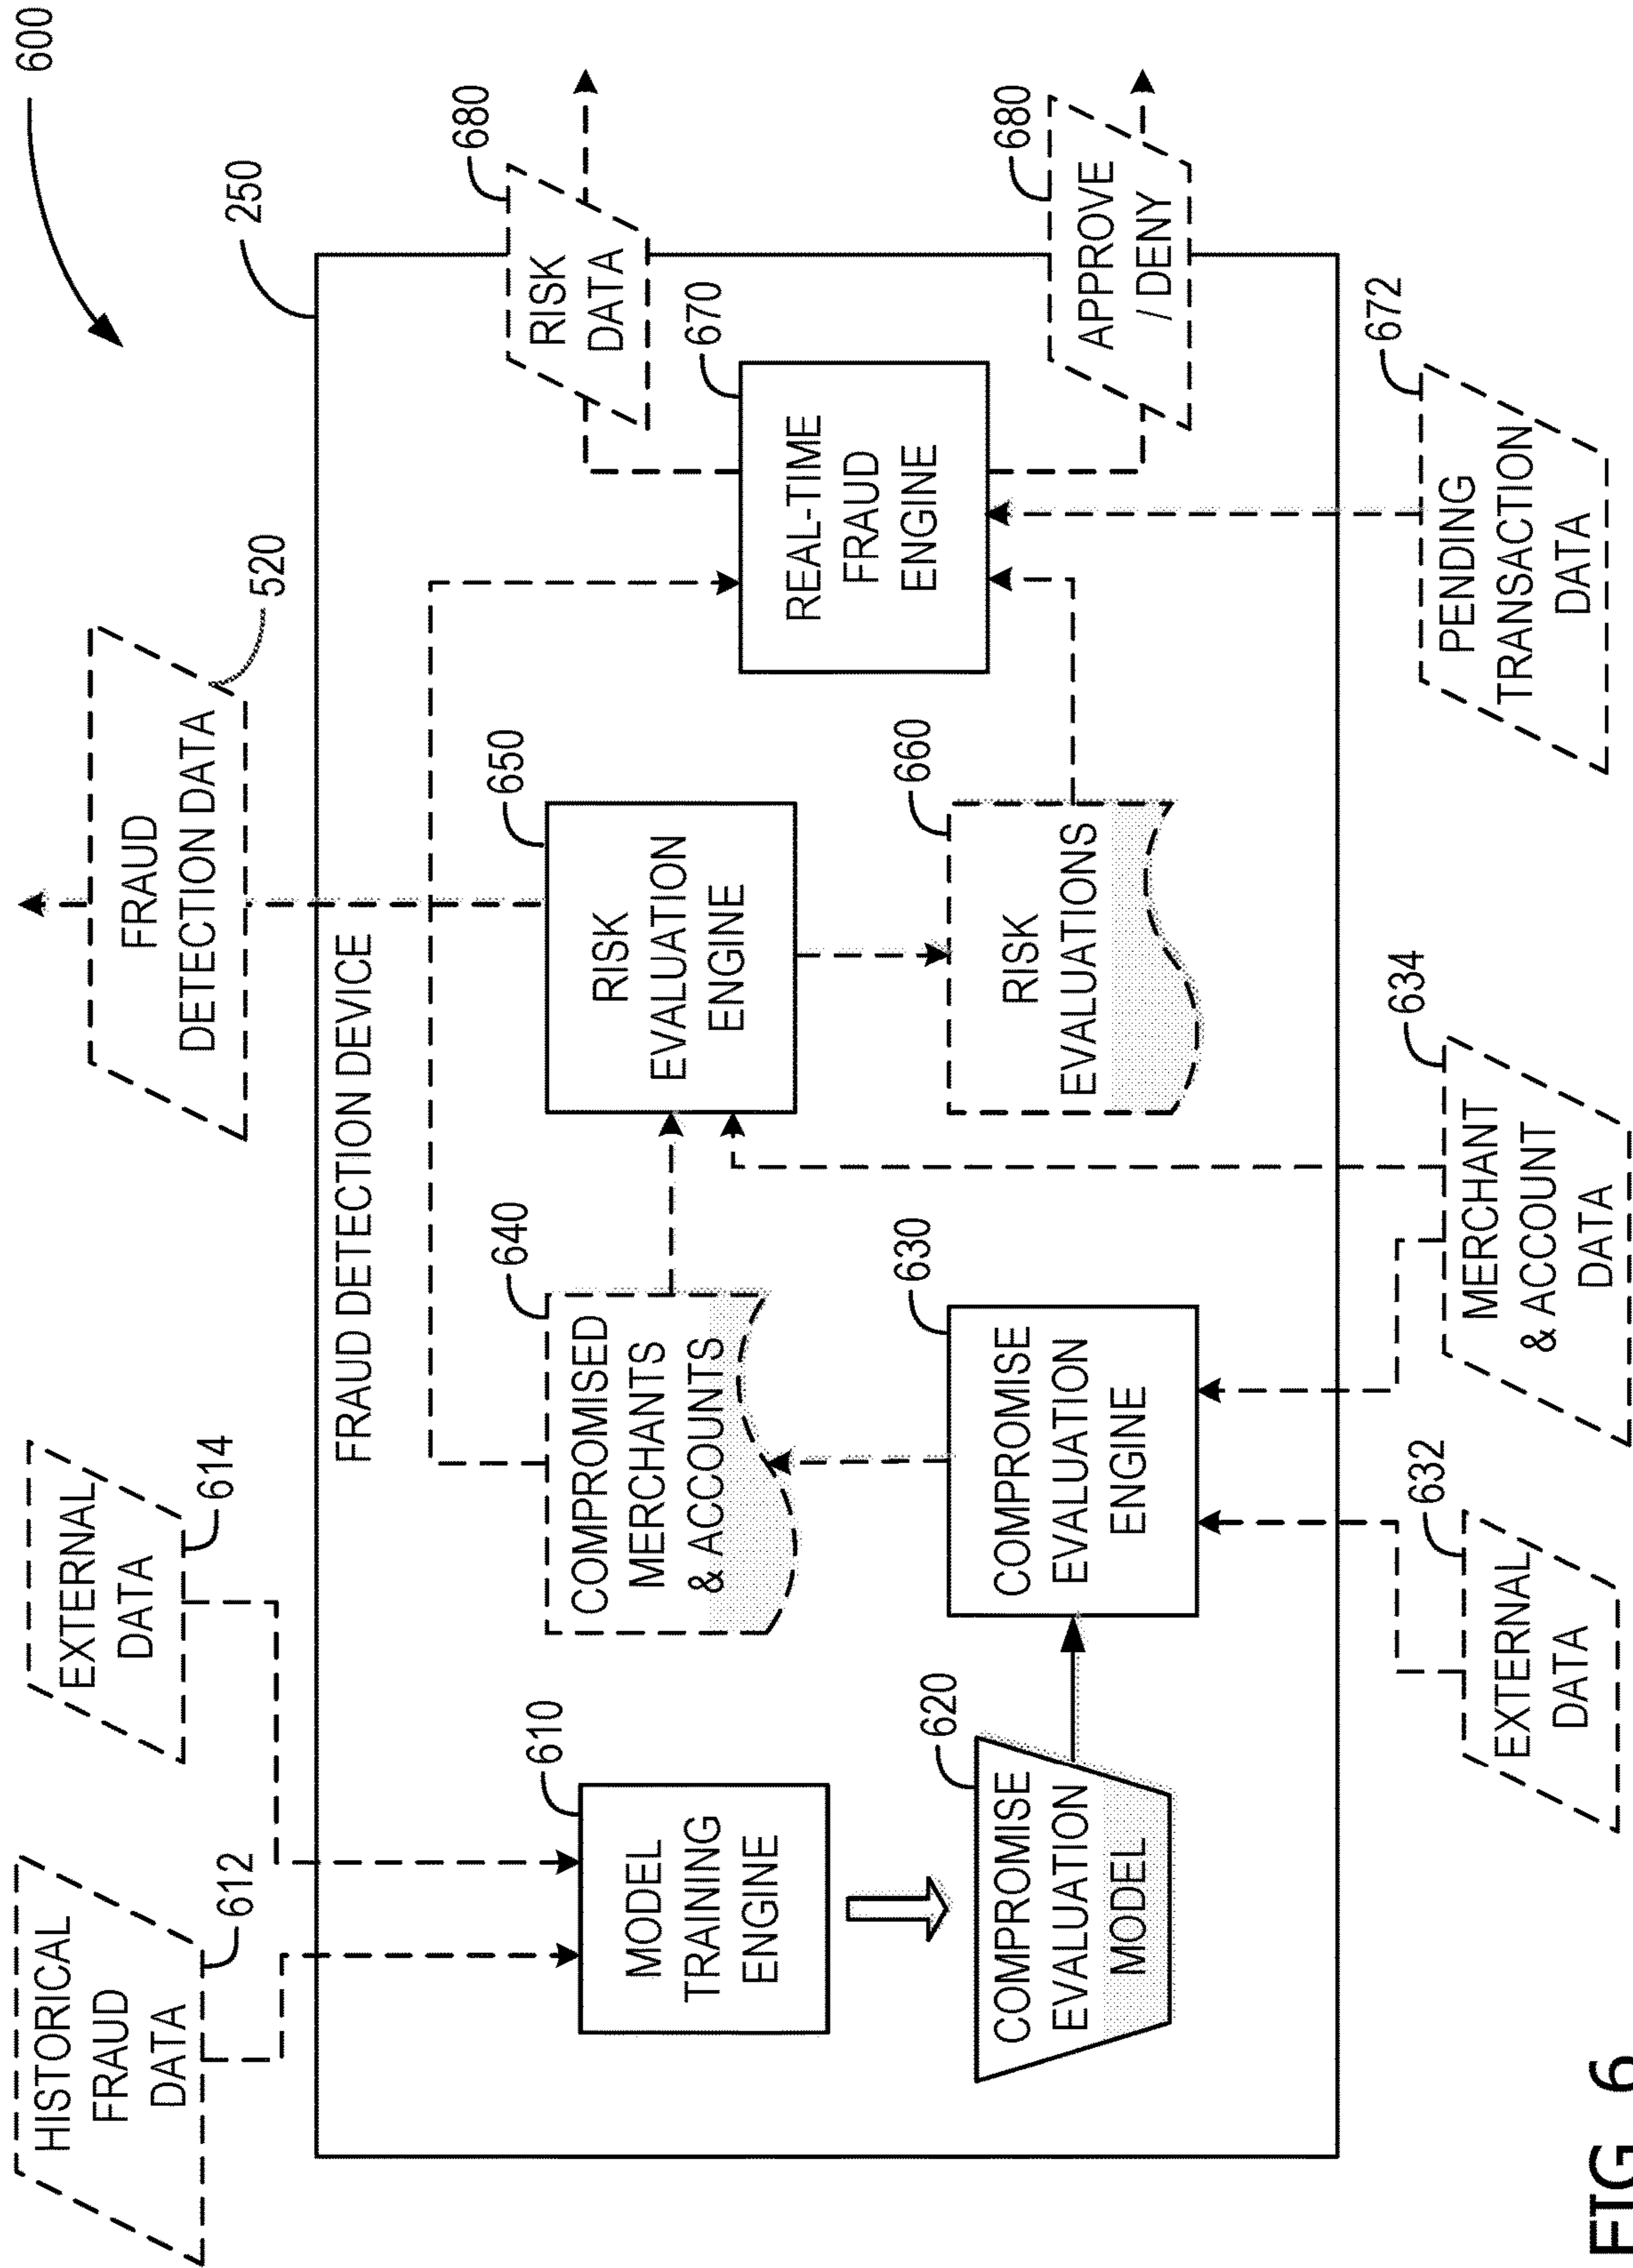 600
HISTORICAL
FRAUD
DATA
612
EXTERNAL
DATA
614
FRAUD
DETECTION DATA
520
250
FRAUD DETECTION DEVICE
MODEL
TRAINING
ENGINE
610
COMPROMISED
MERCHANTS
& ACCOUNTS
640
RISK
EVALUATION
ENGINE
650
RISK
DATA
680
REAL-TIME
FRAUD
ENGINE
670
COMPROMISE
EVALUATION
MODEL
620
COMPROMISE
EVALUATION
ENGINE
630
RISK
EVALUATIONS
660
APPROVE
/ DENY
680
EXTERNAL
DATA
632
MERCHANT
& ACCOUNT
DATA
634
PENDING
TRANSACTION
DATA
672
FIG. 6